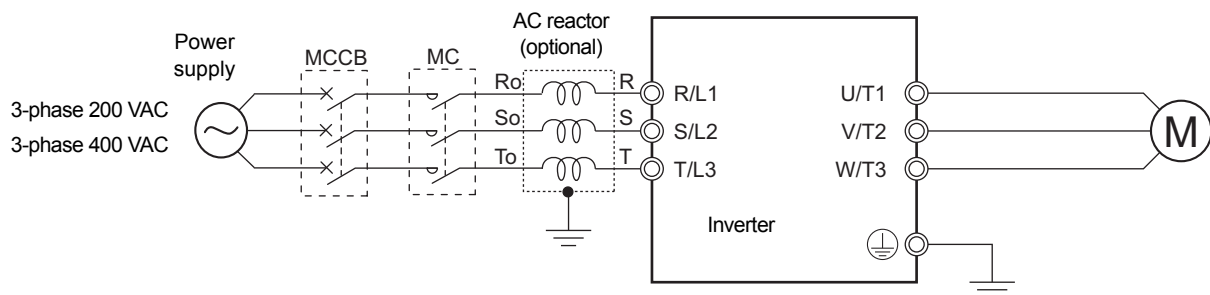 AC reactor
(optional)
Power
supply
MCCB
MC
3-phase 200 VAC
3-phase 400 VAC
Ro
R
R/L1
U/T1
So
S
S/L2
V/T2
M
To
T
T/L3
W/T3
Inverter